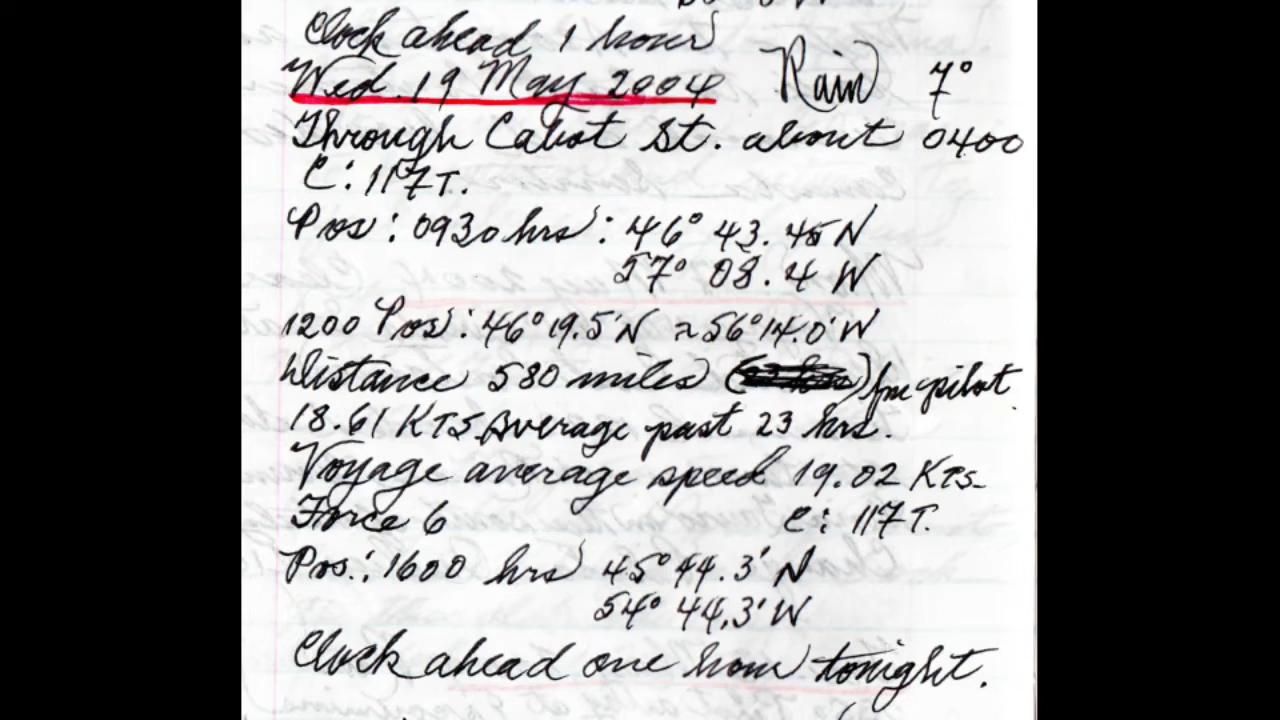 Clock ahead 1 hour
Wed. 19 May 2004 Rain 7°
Through Cabot St. about 0400
C: 117T.
Pos: 0930 hrs: 46° 43.45 N
57° 08.4 W
1200 Pos: 46° 19.5'N 56°14.0'W
Distance 580 miles fm pilot.
18.61 KTS Average past 23 hrs.
Voyage average speed 19.02 KTS.
Force 6 C: 117T.
Pos.: 1600 hrs 45° 44.3' N
54° 44.3' W
Clock ahead one hour tonight.